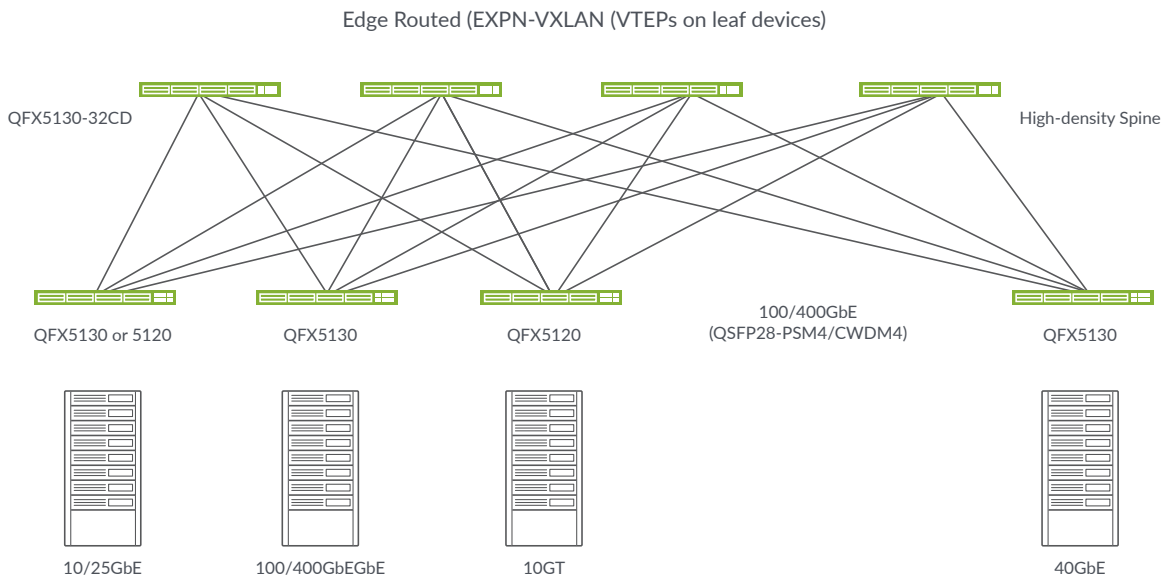 Edge Routed (EXPN-VXLAN (VTEPs on leaf devices)
QFX5130-32CD
High-density Spine
QFX5130 or 5120
QFX5130
QFX5120
100/400GbE
(QSFP28-PSM4/CWDM4)
QFX5130
10/25GbE
100/400GbEGbE
10GT
40GbE